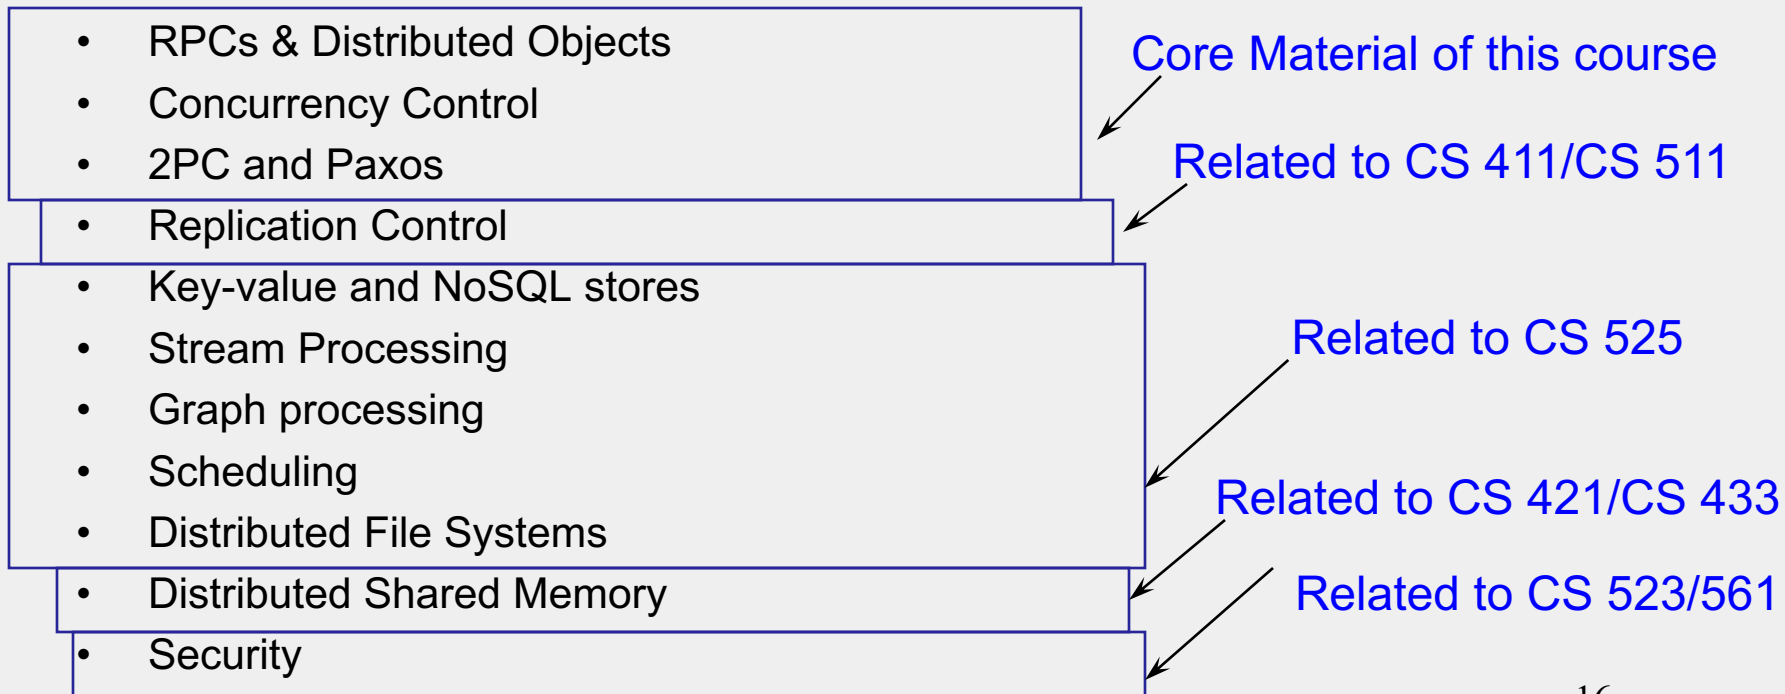 • RPCs & Distributed Objects
Core Material of this course
• Concurrency Control
• 2PC and Paxos
Related to CS 411/CS 511
• Replication Control
• Key-value and NoSQL stores
Related to CS 525
• Stream Processing
• Graph processing
• Scheduling
Related to CS 421/CS 433
• Distributed File Systems
• Distributed Shared Memory
Related to CS 523/561
• Security